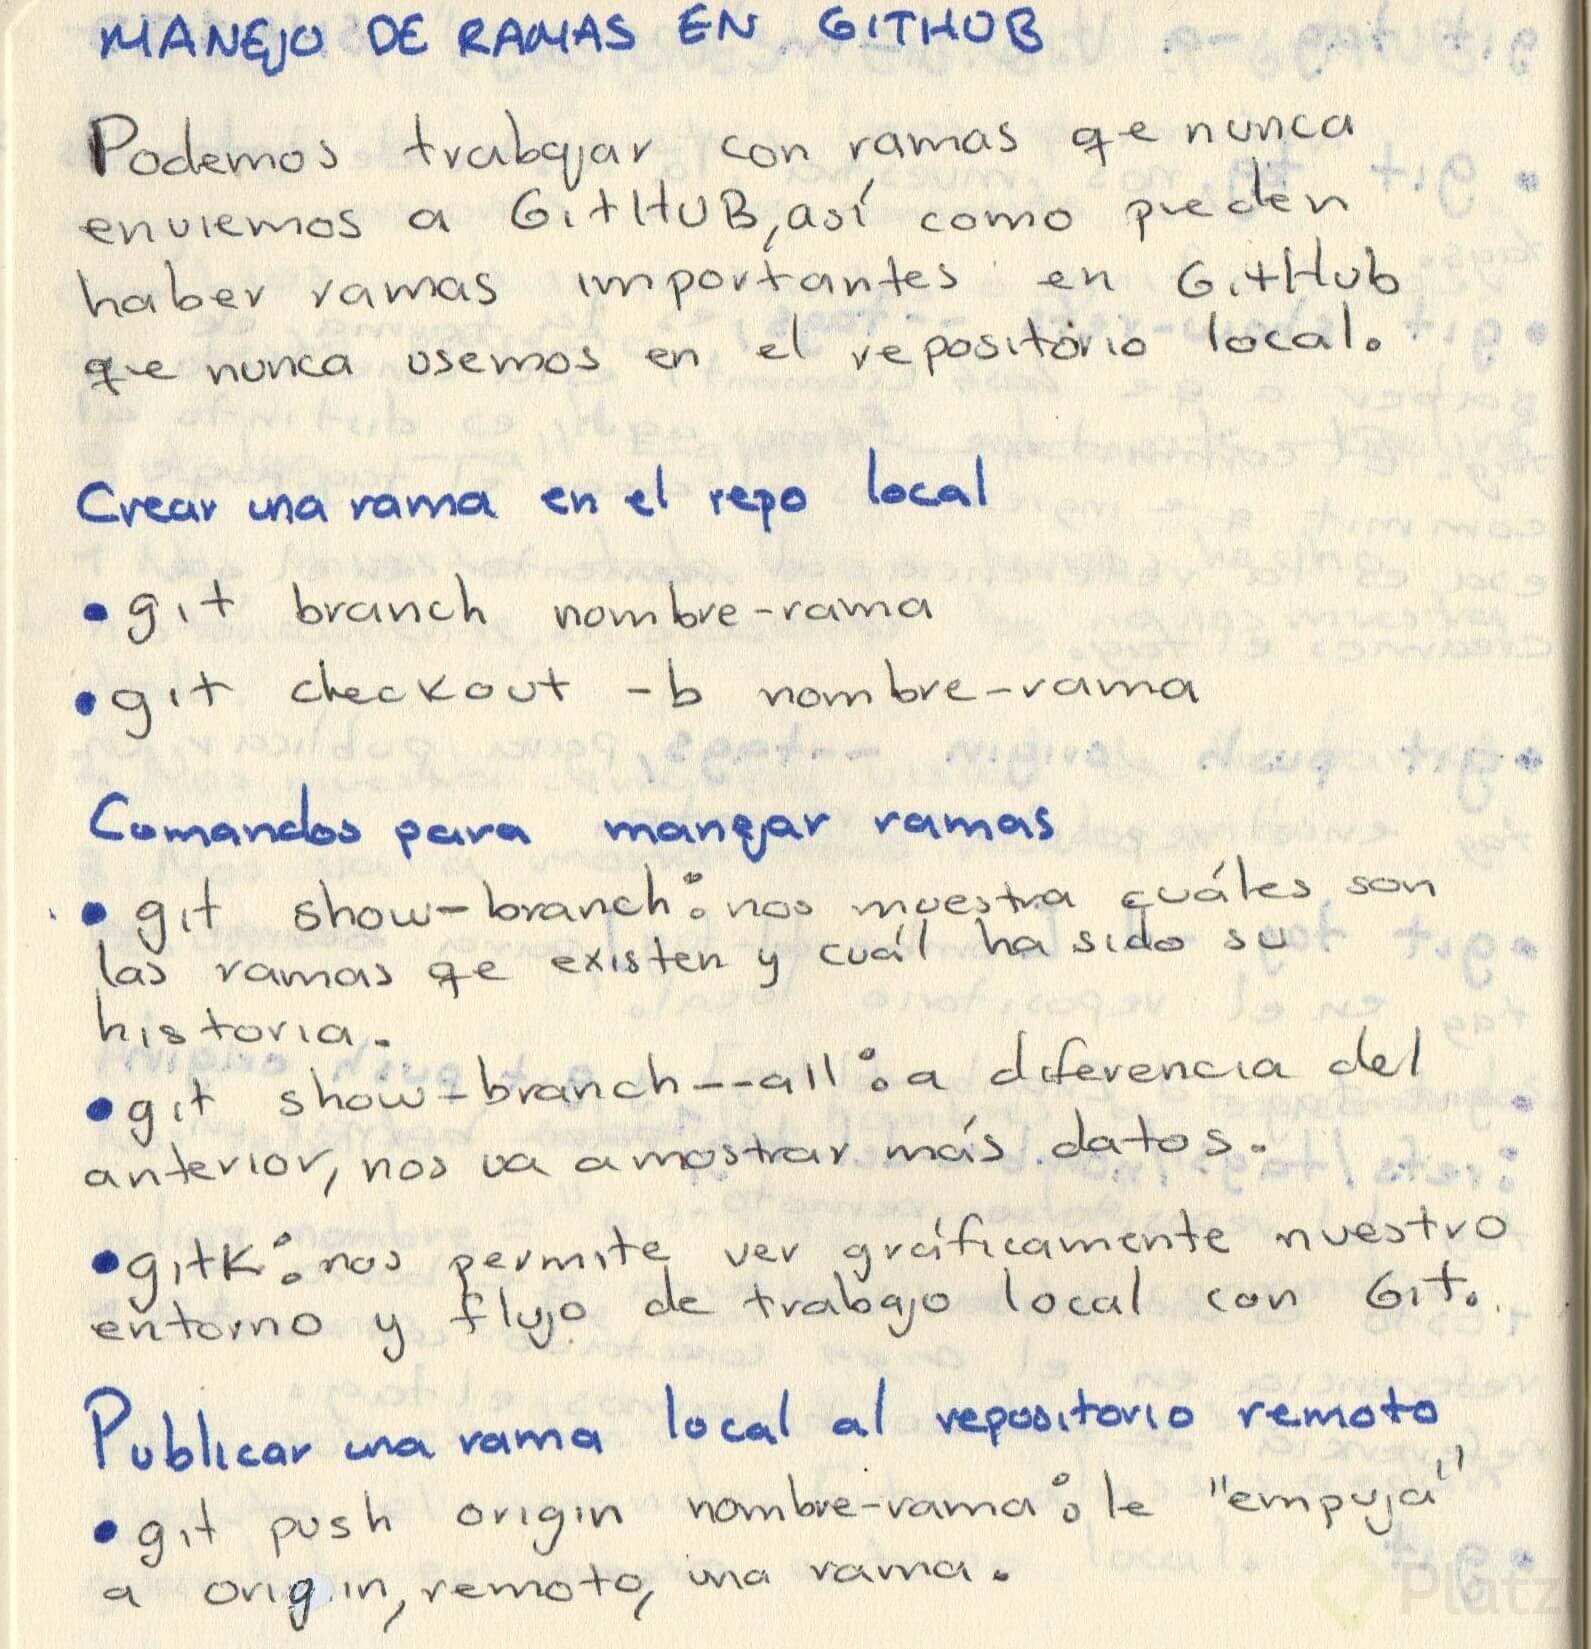 MANEJO DE RAMAS EN GITHUB
Podemos trabajar con ramas qe nunca
enviemos a GitHUB, así como pueden
haber ramas importantes en GitHub
que nunca usemos en el repositorio local.
Crear una rama en el repo local
• git branch nombre-rama
• git checkout -b nombre-rama
Comandos para manejar ramas
• git show-branch: nos muestra cuáles son
las ramas qe existen y cuál ha sido su
historia.
• git show-branch--all: a diferencia del
anterior, nos va a mostrar más datos.
• gitK: nos permite ver gráficamente nuestro
entorno y flujo de trabajo local con Git.
Publicar una rama local al repositorio remoto
• git push origin nombre-rama: le "empuja"
a origin, remoto, una rama.
Platzi